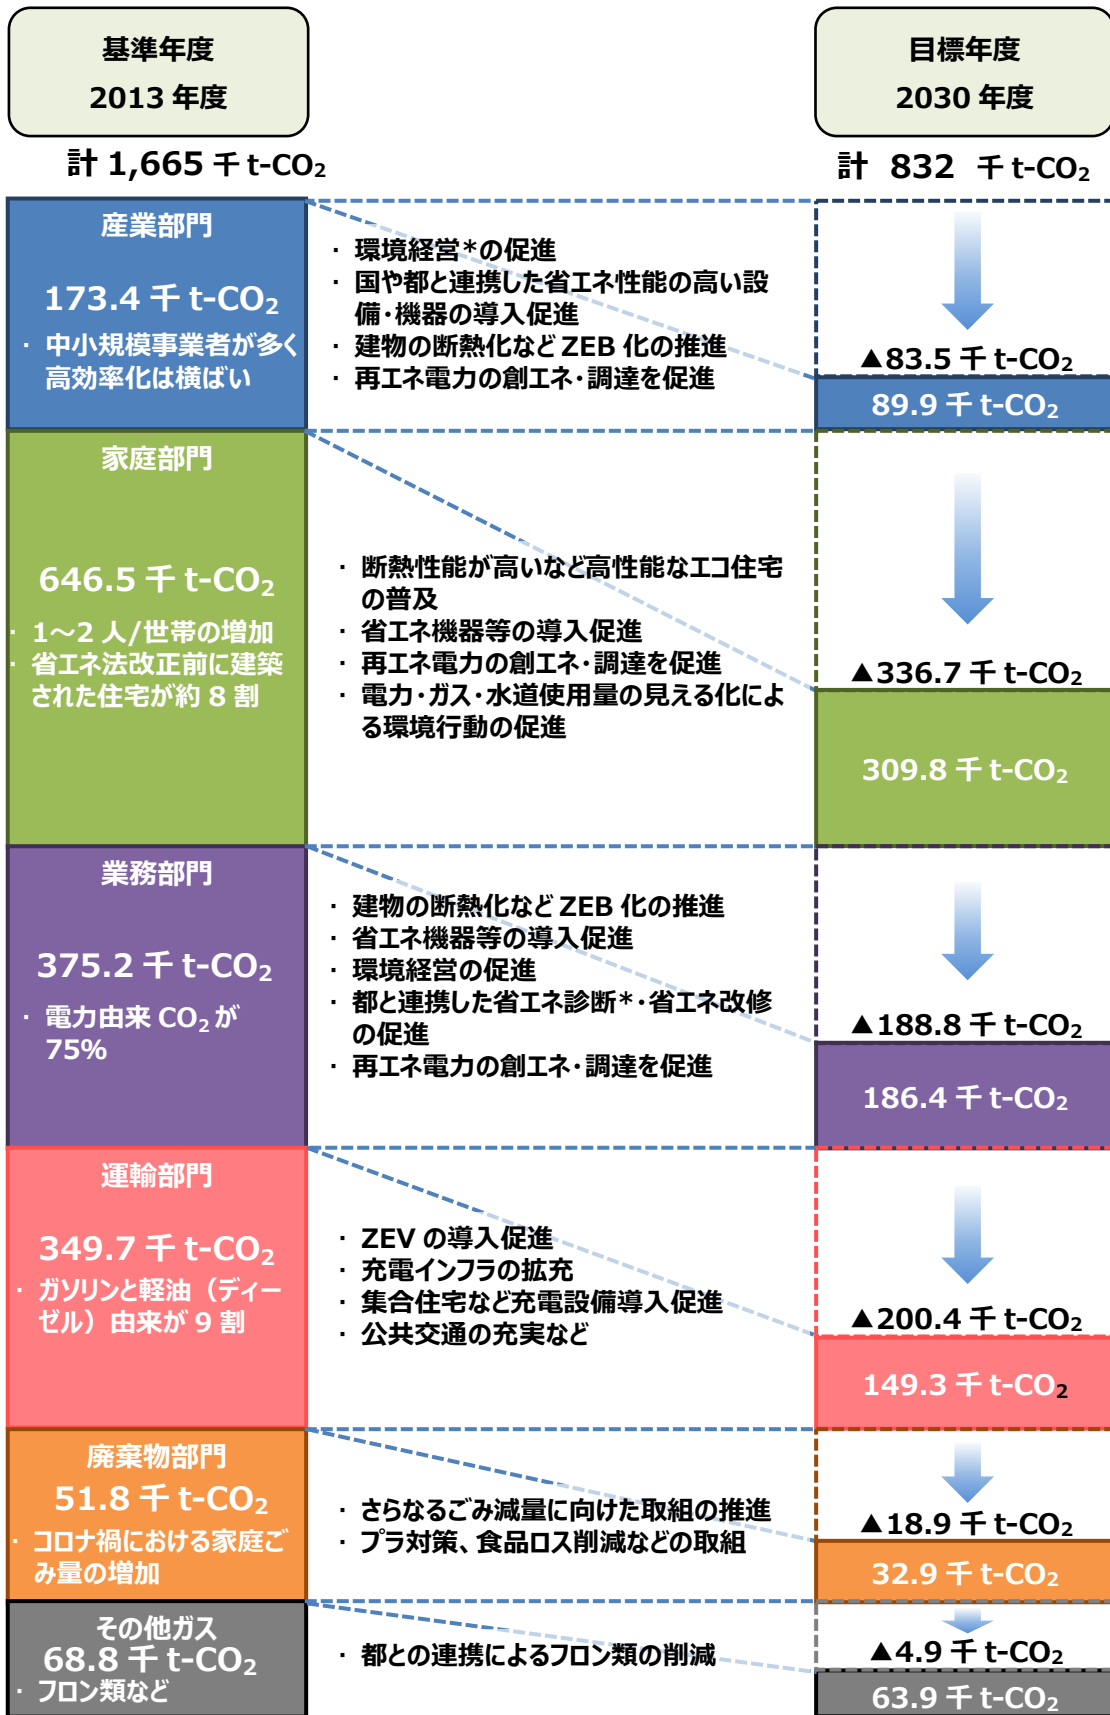 基準年度
2013 年度
目標年度
2030 年度
計 1,665 千 t-CO₂
計 832 千 t-CO₂
産業部門
173.4 千 t-CO₂
・ 中小規模事業者が多く
高効率化は横ばい
・ 環境経営*の促進
・ 国や都と連携した省エネ性能の高い設
備・機器の導入促進
・ 建物の断熱化など ZEB 化の推進
・ 再エネ電力の創エネ・調達を促進
▲83.5 千 t-CO₂
89.9 千 t-CO₂
家庭部門
646.5 千 t-CO₂
・ 1～2 人/世帯の増加
・ 省エネ法改正前に建築
された住宅が約 8 割
・ 断熱性能が高いなど高性能なエコ住宅
の普及
・ 省エネ機器等の導入促進
・ 再エネ電力の創エネ・調達を促進
・ 電力・ガス・水道使用量の見える化によ
る環境行動の促進
▲336.7 千 t-CO₂
309.8 千 t-CO₂
業務部門
375.2 千 t-CO₂
・ 電力由来 CO₂ が
75%
・ 建物の断熱化など ZEB 化の推進
・ 省エネ機器等の導入促進
・ 環境経営の促進
・ 都と連携した省エネ診断*・省エネ改修
の促進
・ 再エネ電力の創エネ・調達を促進
▲188.8 千 t-CO₂
186.4 千 t-CO₂
運輸部門
349.7 千 t-CO₂
・ ガソリンと軽油（ディー
ゼル）由来が 9 割
・ ZEV の導入促進
・ 充電インフラの拡充
・ 集合住宅など充電設備導入促進
・ 公共交通の充実など
▲200.4 千 t-CO₂
149.3 千 t-CO₂
廃棄物部門
51.8 千 t-CO₂
・ コロナ禍における家庭ご
み量の増加
・ さらなるごみ減量に向けた取組の推進
・ プラ対策、食品ロス削減などの取組
▲18.9 千 t-CO₂
32.9 千 t-CO₂
その他ガス
68.8 千 t-CO₂
・ フロン類など
・ 都との連携によるフロン類の削減
▲4.9 千 t-CO₂
63.9 千 t-CO₂